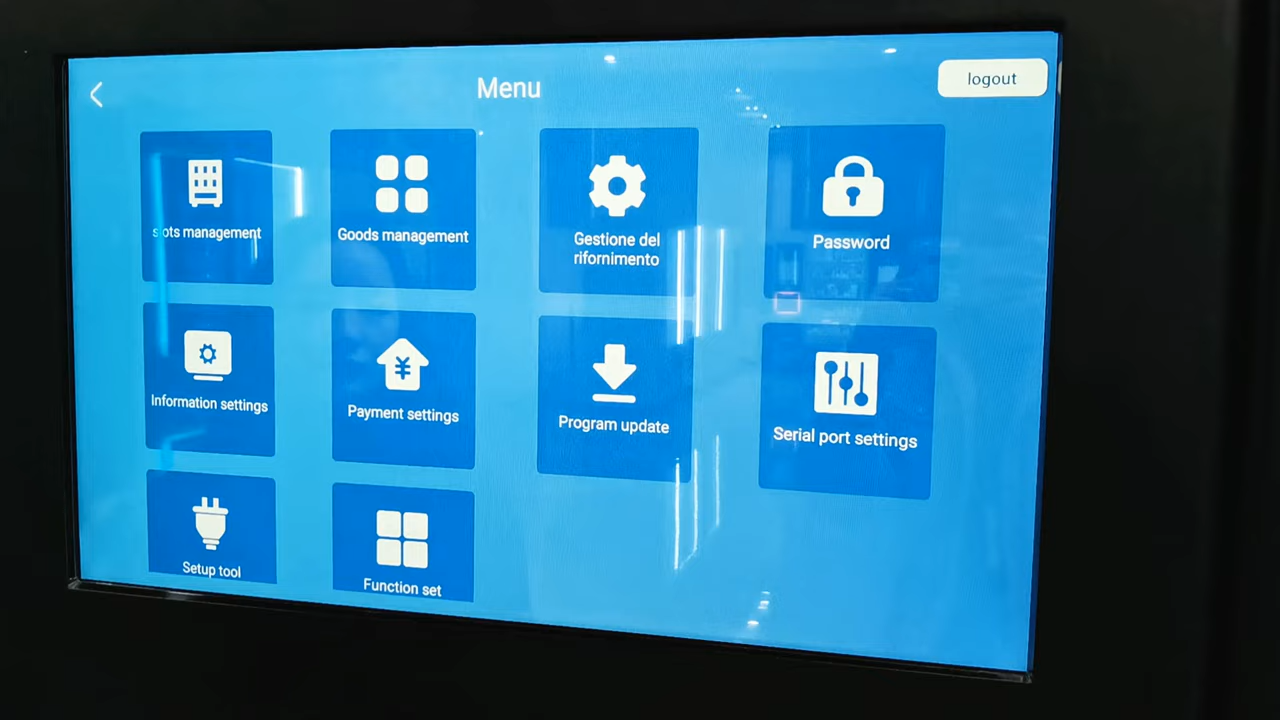 Menu
logout
slots management
Goods management
Gestione del
rifornimento
Password
Information settings
Payment settings
Program update
Serial port settings
Setup tool
Function set